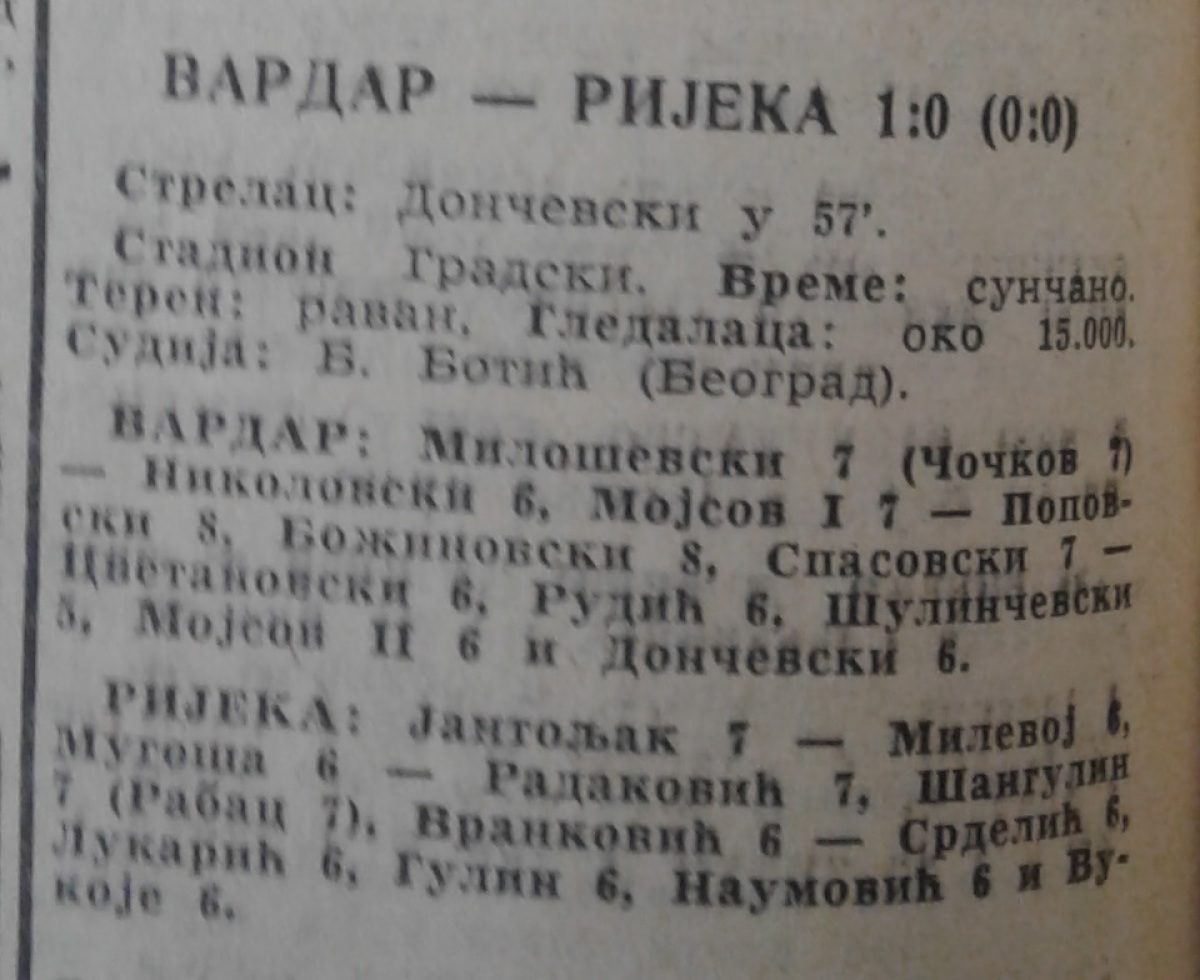 ВАРДАР — РИЈЕКА 1:0 (0:0)
Стрелац: Дончевски у 57'.
Стадион Градски. Време: сунчано.
Терен: раван. Гледалаца: око 15.000.
Судија: Б. Ботић (Београд).
ВАРДАР: Милошевски 7 (Чочков 7)
— Николовски 6, Мојсов I 7 — Попов-
ски 8, Божиновски 8, Спасовски 7 —
Цветановски 6, Рудић 6, Шулинчевски
5, Мојсов II 6 и Дончевски 6.
РИЈЕКА: Јантољак 7 — Милевој 6,
Мугоша 6 — Радаковић 7, Шангулин
7 (Рабац 7), Вранковић 6 — Срделић 6,
Лукарић 6, Гулин 6, Наумовић 6 и Ву-
које 6.